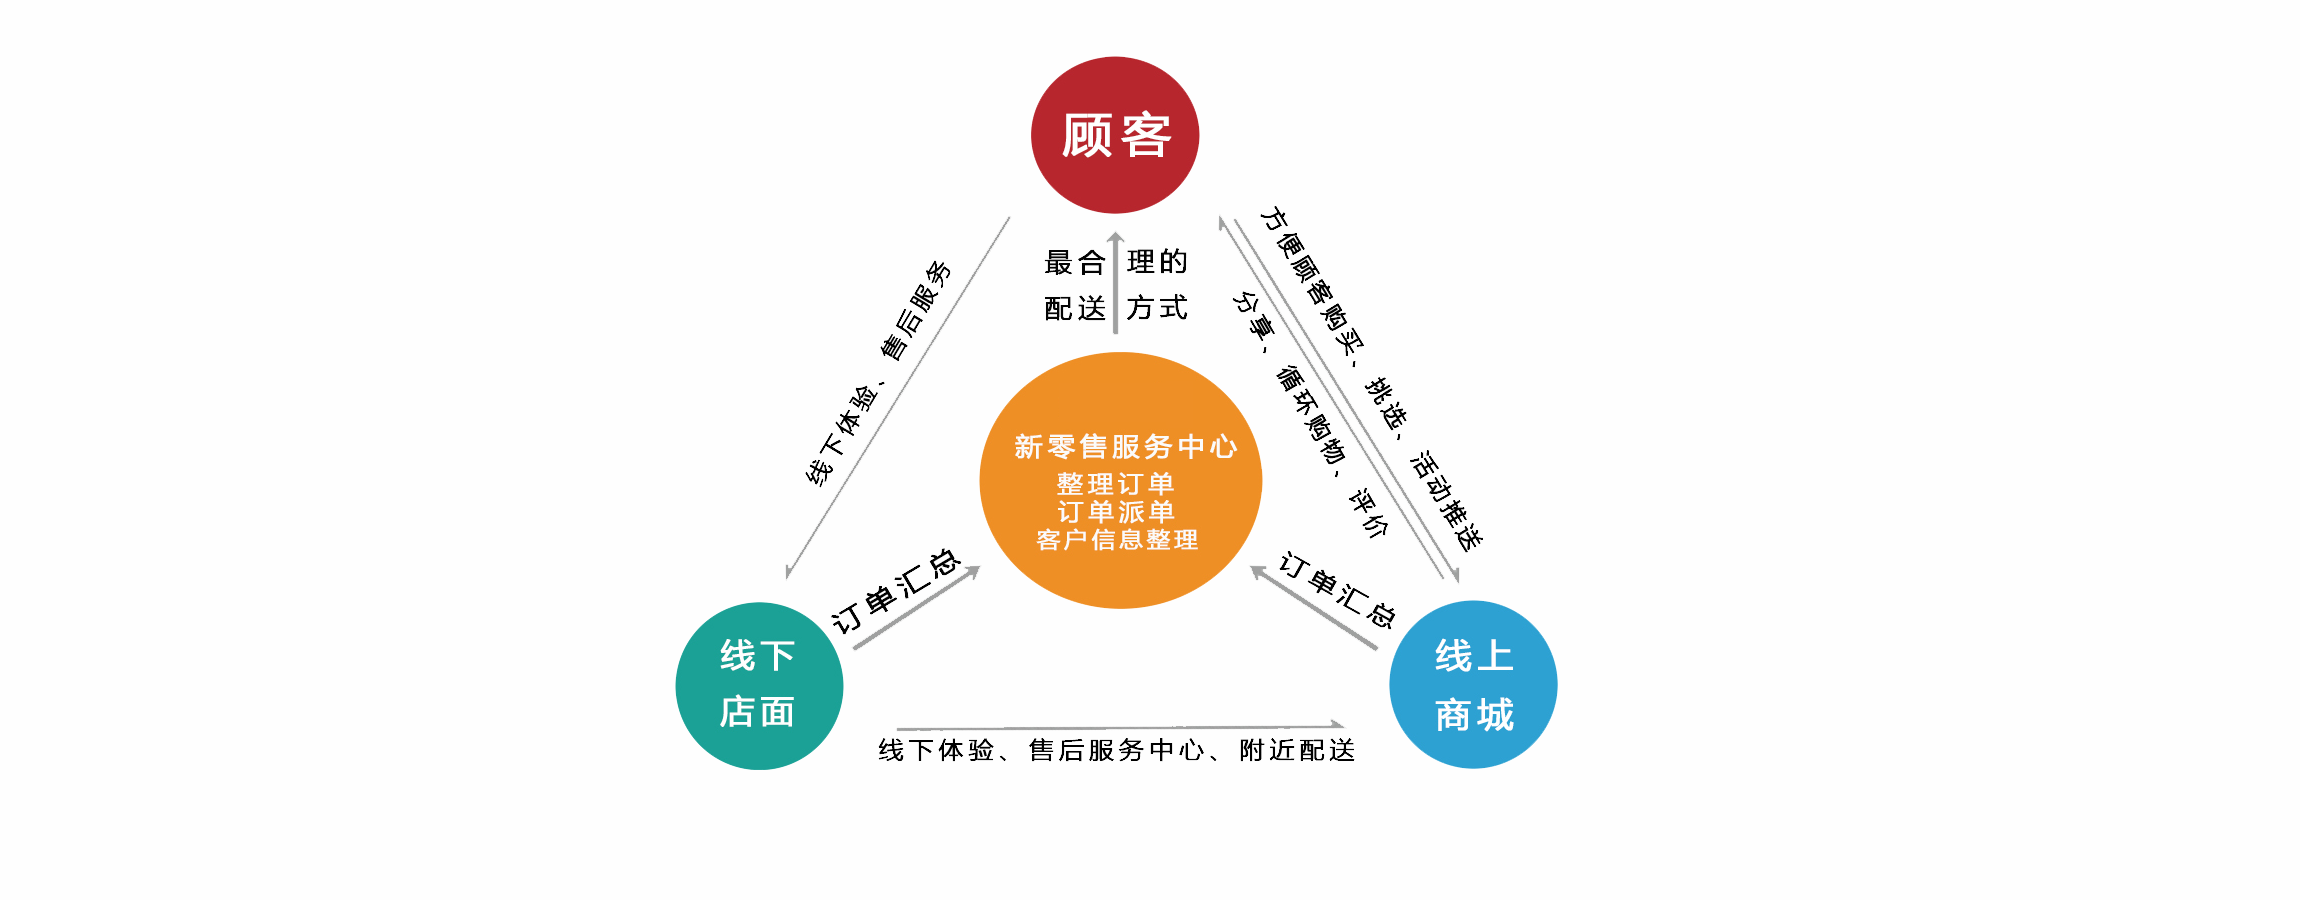 顾客
最合理的
配送方式
线下体验、售后服务
方便顾客购买、挑选、活动推送
分享、循环购物、评价
新零售服务中心
整理订单
订单派单
客户信息整理
订单汇总
订单汇总
线下
店面
线上
商城
线下体验、售后服务中心、附近配送